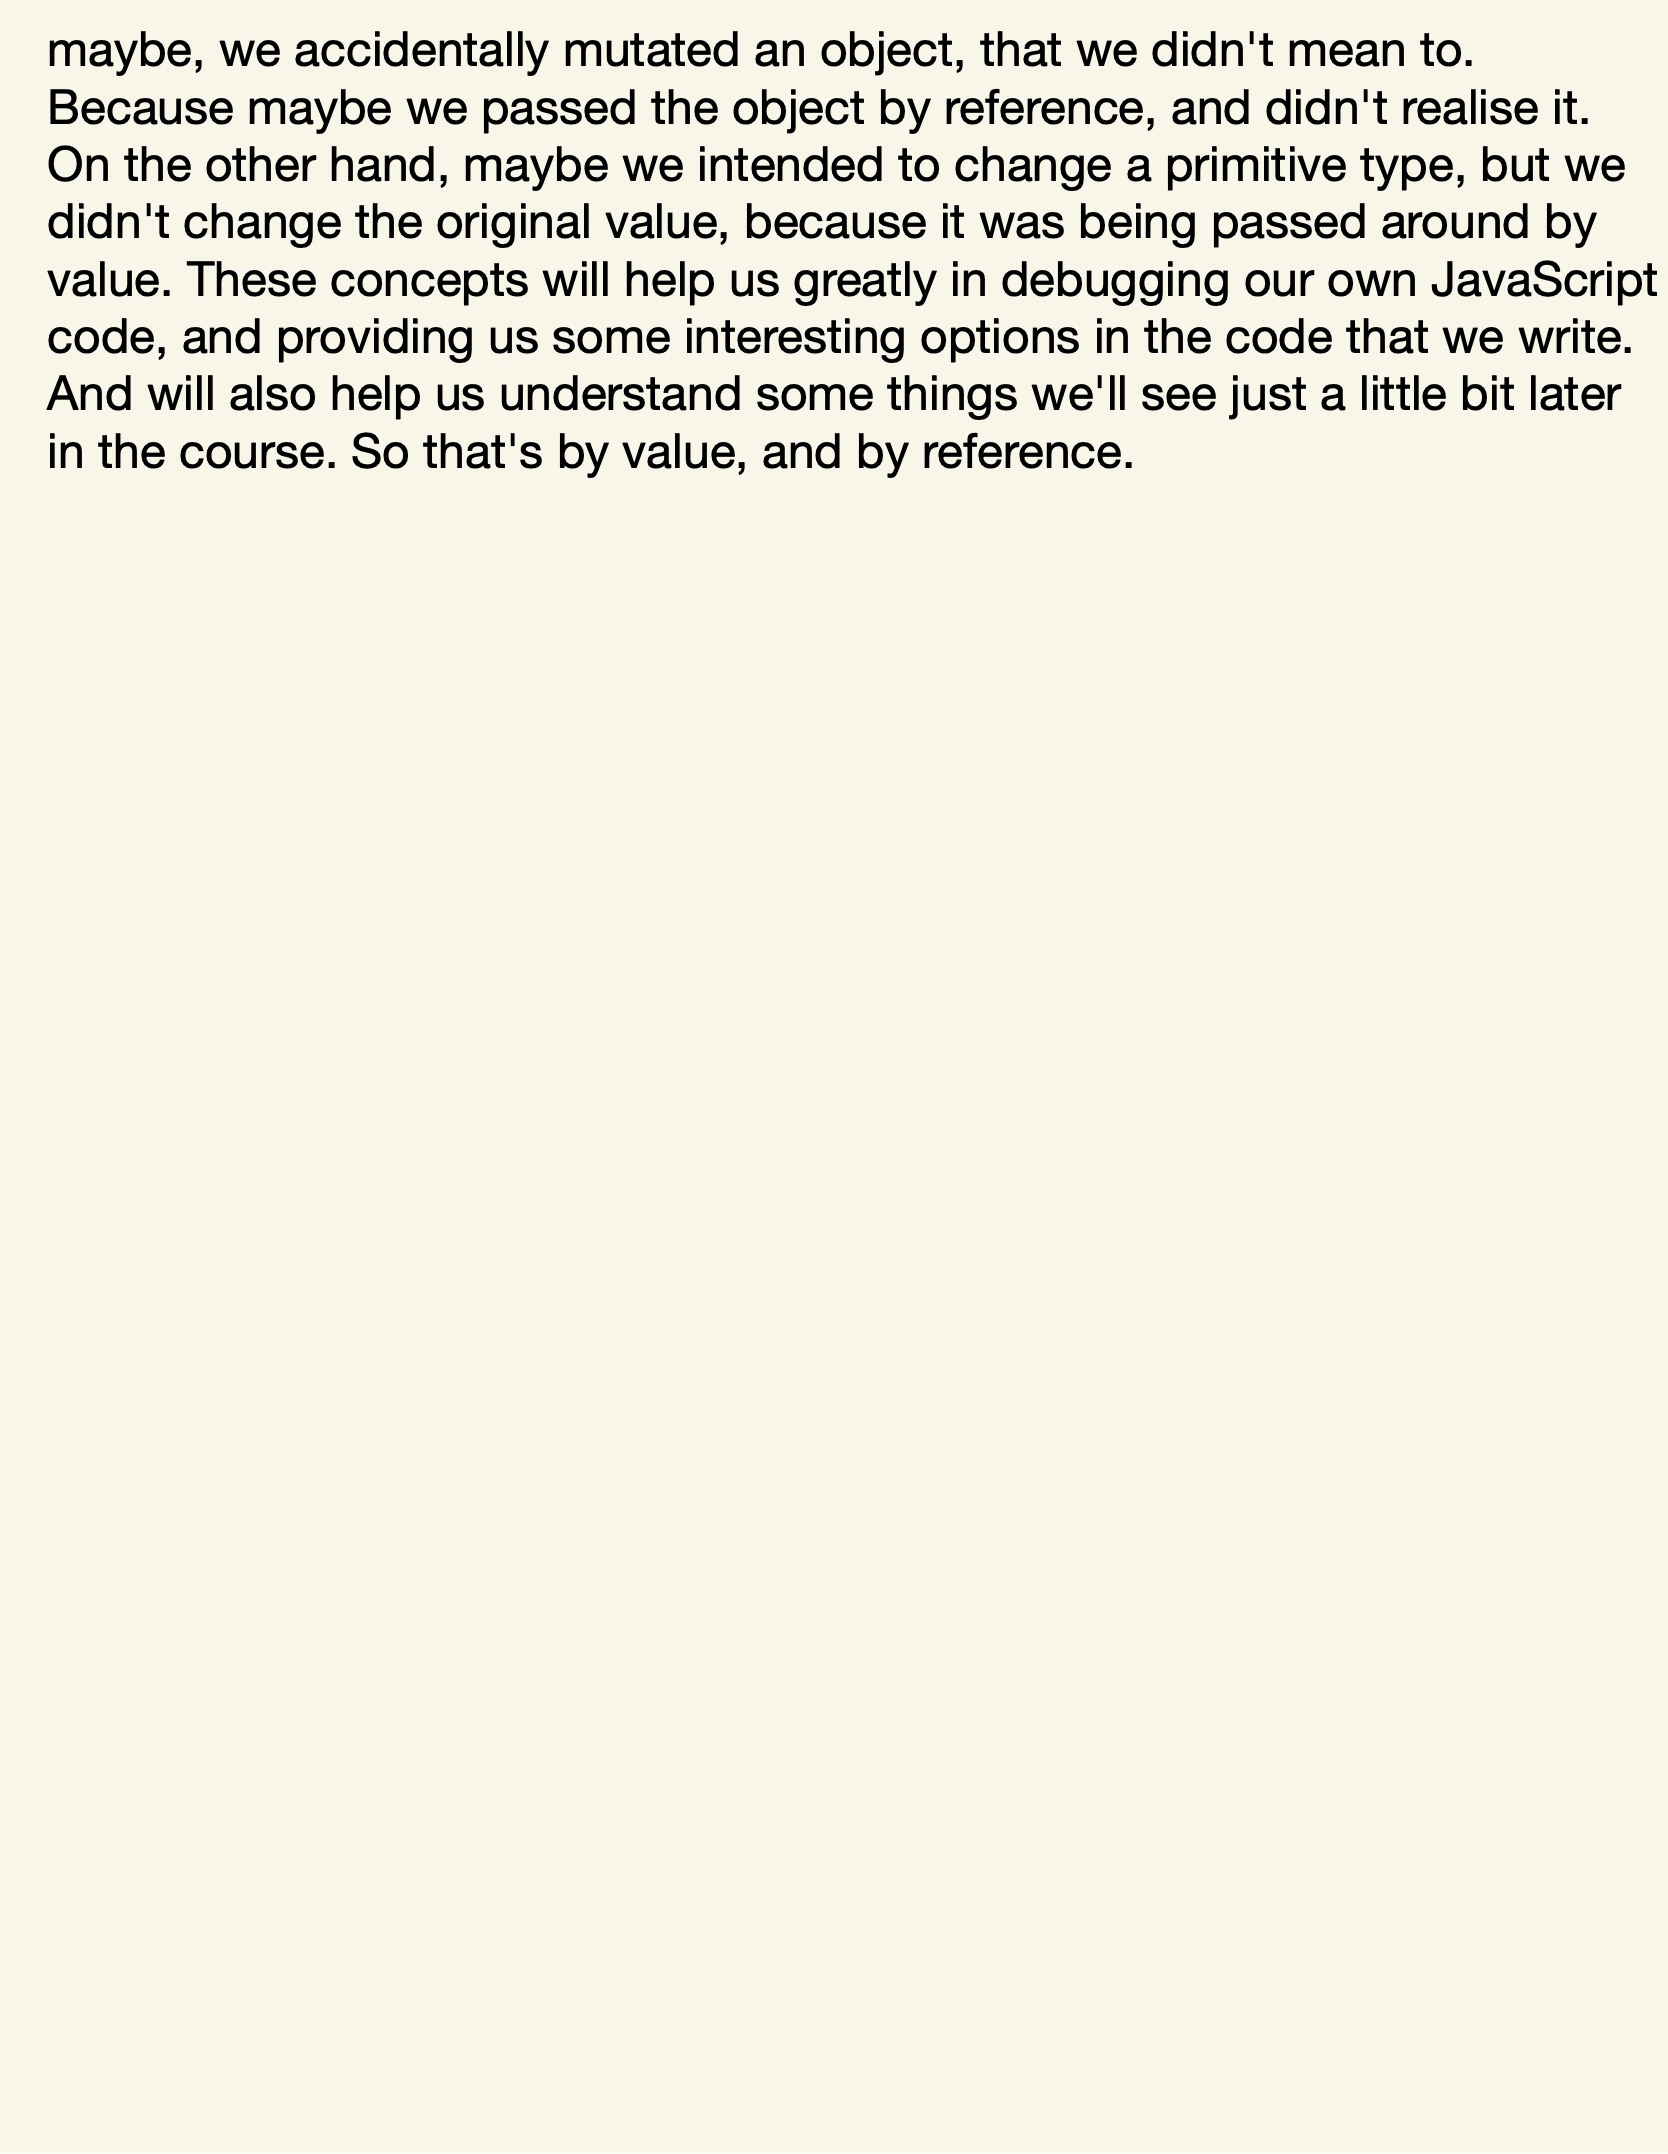 maybe, we accidentally mutated an object, that we didn't mean to.
Because maybe we passed the object by reference, and didn't realise it.
On the other hand, maybe we intended to change a primitive type, but we
didn't change the original value, because it was being passed around by
value. These concepts will help us greatly in debugging our own JavaScript
code, and providing us some interesting options in the code that we write.
And will also help us understand some things we'll see just a little bit later
in the course. So that's by value, and by reference.